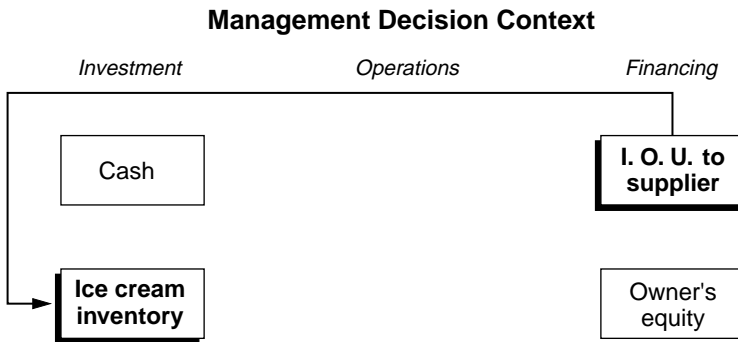 Management Decision Context
Investment Operations Financing
Cash
I. O. U. to
supplier
Ice cream
inventory
Owner's
equity